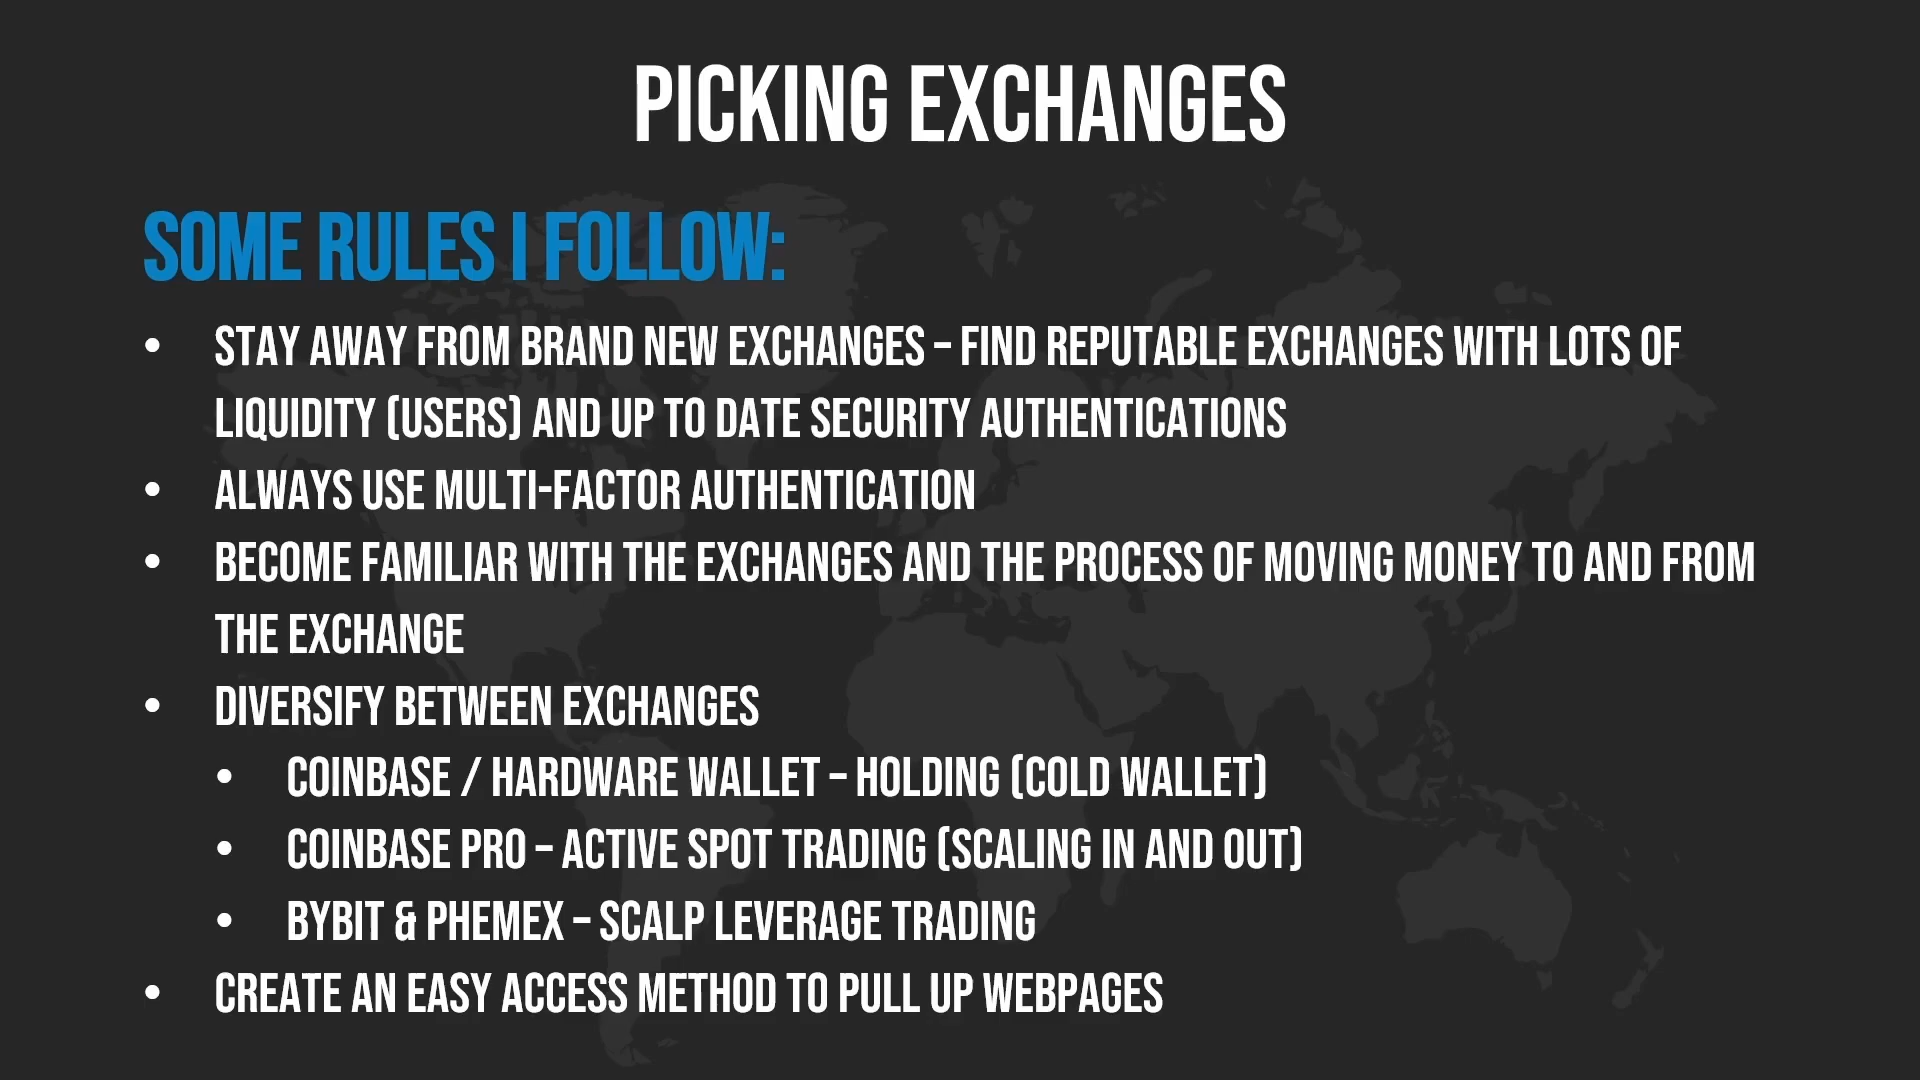 PICKING EXCHANGES
SOME RULES I FOLLOW:
• STAY AWAY FROM BRAND NEW EXCHANGES – FIND REPUTABLE EXCHANGES WITH LOTS OF
LIQUIDITY (USERS) AND UP TO DATE SECURITY AUTHENTICATIONS
• ALWAYS USE MULTI-FACTOR AUTHENTICATION
• BECOME FAMILIAR WITH THE EXCHANGES AND THE PROCESS OF MOVING MONEY TO AND FROM
THE EXCHANGE
• DIVERSIFY BETWEEN EXCHANGES
• COINBASE / HARDWARE WALLET – HOLDING (COLD WALLET)
• COINBASE PRO – ACTIVE SPOT TRADING (SCALING IN AND OUT)
• BYBIT & PHEMEX – SCALP LEVERAGE TRADING
• CREATE AN EASY ACCESS METHOD TO PULL UP WEBPAGES